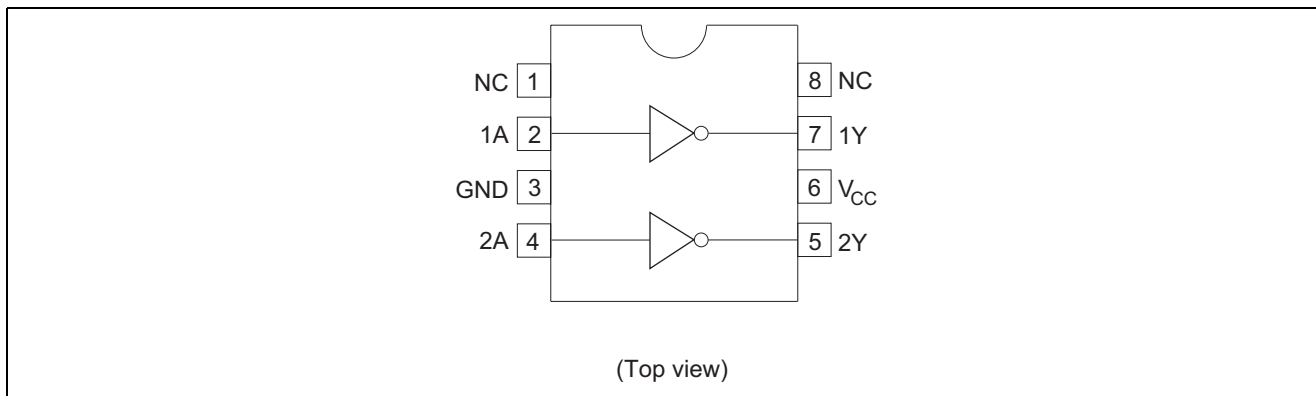 NC 1 8 NC
1A 2 7 1Y
GND 3 6 VCC
2A 4 5 2Y
(Top view)